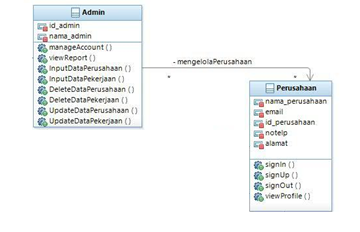 Admin
id_admin
nama_admin
manageAccount ( )
viewReport ( )
InputDataPerusahaan ( )
InputDataPekerjaan ( )
DeleteDataPerusahaan ( )
DeleteDataPekejaan ( )
UpdateDataPerusahaan ( )
UpdateDataPekerjaan ( )
- mengelolaPerusahaan
* *
Perusahaan
nama_perusahaan
email
id_perusahaan
notelp
alamat
signIn ( )
signUp ( )
signOut ( )
viewProfile ( )